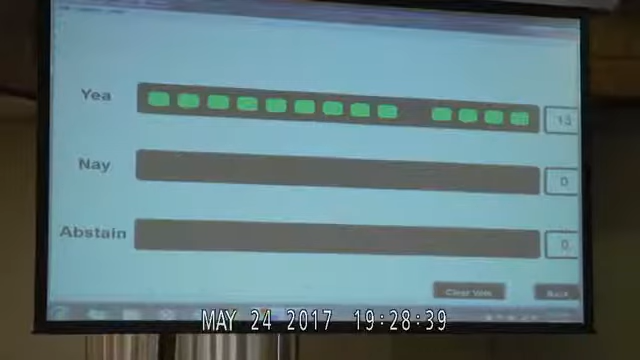 Yea 13
Nay 0
Abstain 0
Clear Vote Back
MAY 24 2017 19:28:39